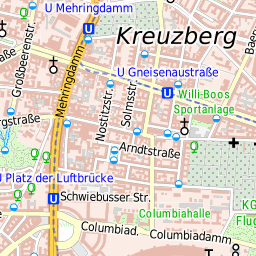 U Mehringdamm
Kreuzberg
Großbeerenstr.
Mehringdamm
U Gneisenaustraße
Nostitzstr.
Solmsstr.
Willi-Boos
Sportanlage
Arndtstraße
U Platz der Luftbrücke
Schwiebusser Str.
Columbiahalle
Columbiad.
Columbiadamm